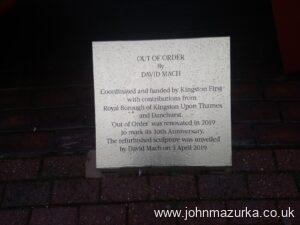 OUT OF ORDER
By
DAVID MACH
Coordinated and funded by Kingston First
with contributions from
Royal Borough of Kingston Upon Thames
and
'Out of Order' was renovated in 2019
to mark its 30th Anniversary.
The refurbished sculpture was unveiled
by David Mach on 3 April 2019
www.johnmazurka.co.uk